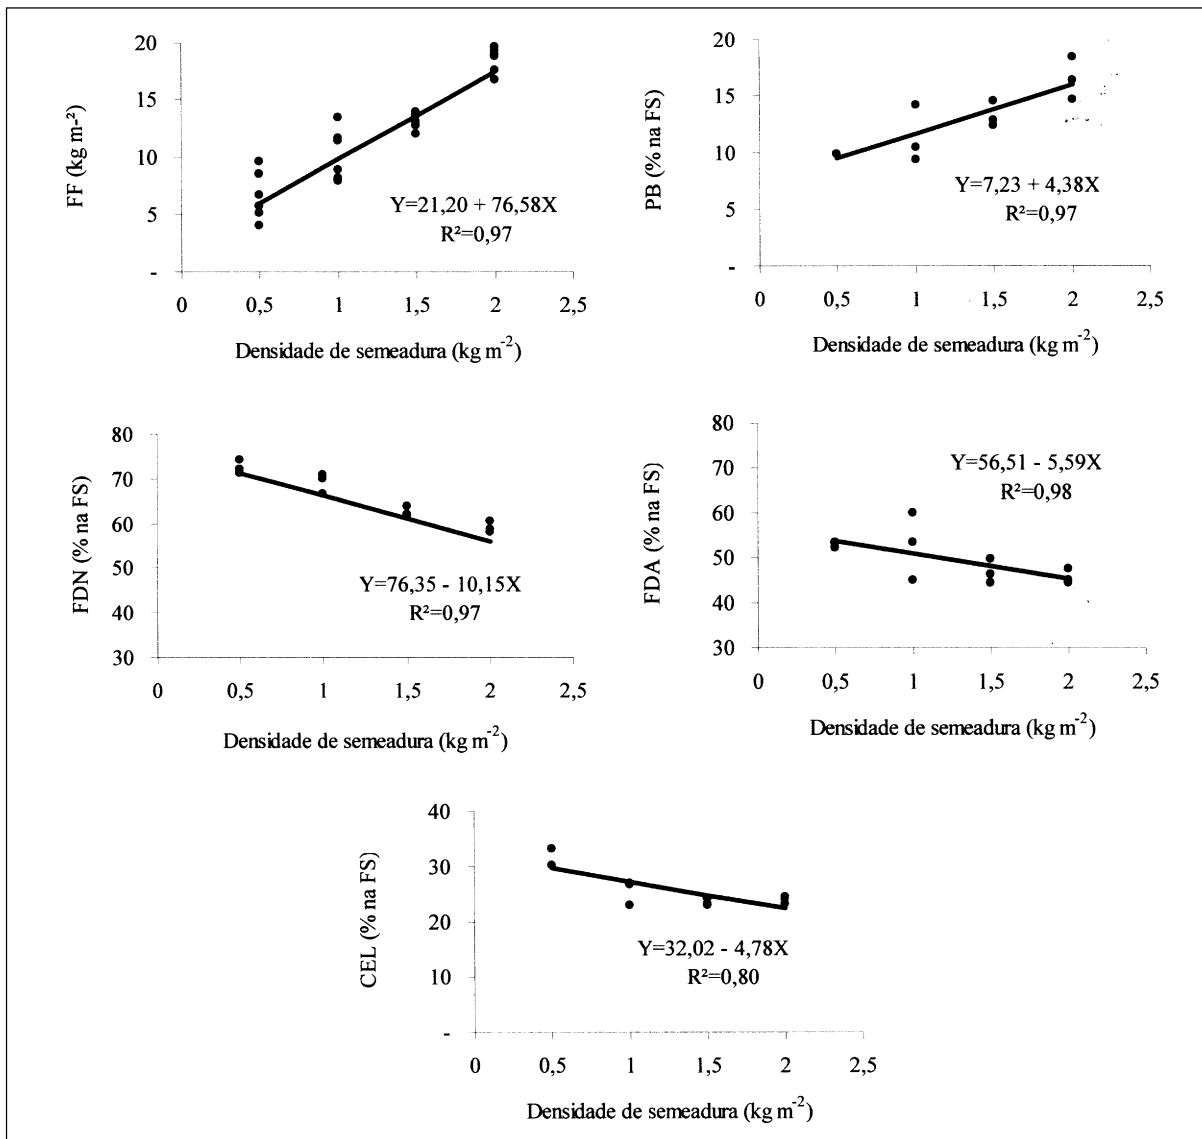 FF (kg m-²)
20
15
10
5
-
Y=21,20 + 76,58X
R²=0,97
0 0,5 1 1,5 2 2,5
Densidade de semeadura (kg m⁻²)
PB (% na FS)
20
15
10
5
-
Y=7,23 + 4,38X
R²=0,97
0 0,5 1 1,5 2 2,5
Densidade de semeadura (kg m⁻²)
FDN (% na FS)
80
70
60
50
40
30
Y=76,35 - 10,15X
R²=0,97
0 0,5 1 1,5 2 2,5
Densidade de semeadura (kg m⁻²)
FDA (% na FS)
80
70
60
50
40
30
Y=56,51 - 5,59X
R²=0,98
0 0,5 1 1,5 2 2,5
Densidade de semeadura (kg m⁻²)
CEL (% na FS)
40
30
20
10
-
Y=32,02 - 4,78X
R²=0,80
0 0,5 1 1,5 2 2,5
Densidade de semeadura (kg m⁻²)